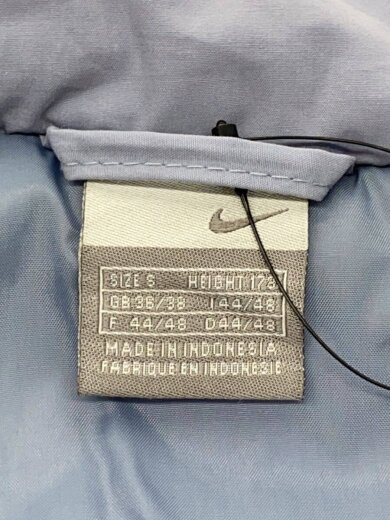 SIZE S HEIGHT 173
GB 36/38 I 44/48
F 44/48 D 44/48
MADE IN INDONESIA
FABRIQUE EN INDONESIE